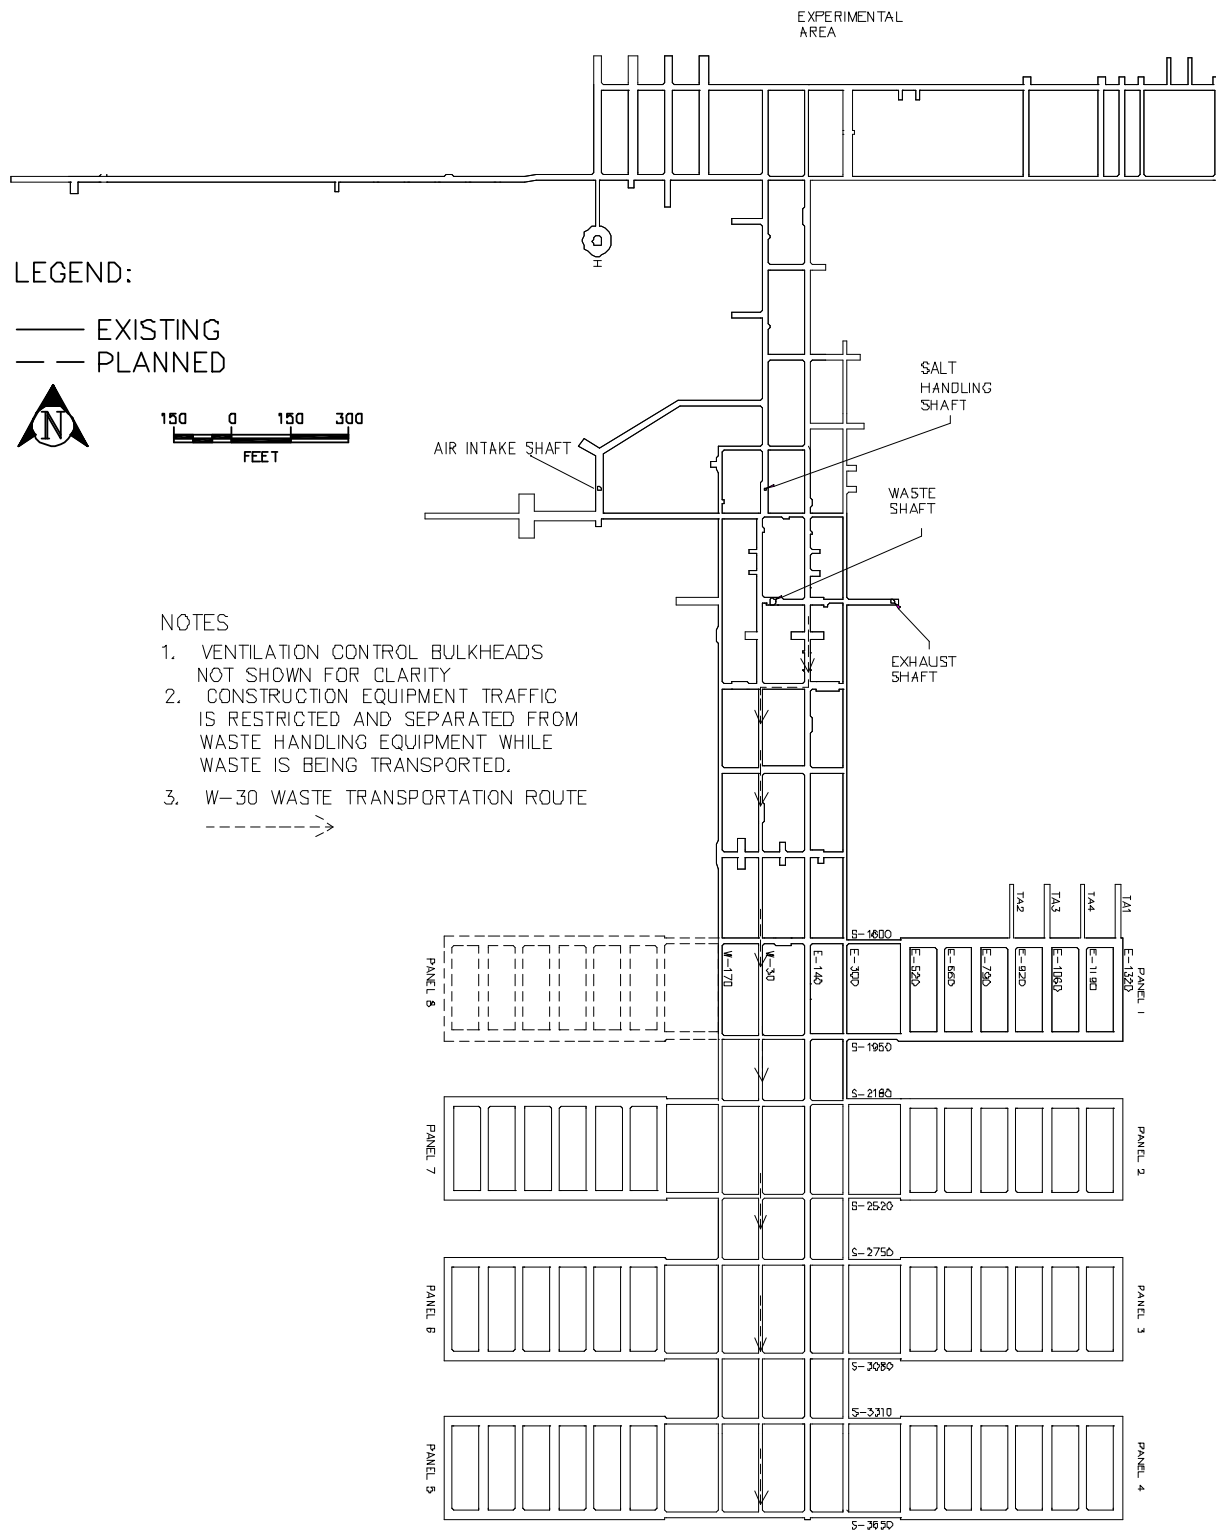 EXPERIMENTAL
AREA
LEGEND:
EXISTING
PLANNED
N
150 0 150 300
FEET
SALT
HANDLING
SHAFT
AIR INTAKE SHAFT
WASTE
SHAFT
EXHAUST
SHAFT
NOTES
1. VENTILATION CONTROL BULKHEADS
NOT SHOWN FOR CLARITY
2. CONSTRUCTION EQUIPMENT TRAFFIC
IS RESTRICTED AND SEPARATED FROM
WASTE HANDLING EQUIPMENT WHILE
WASTE IS BEING TRANSPORTED.
3. W-30 WASTE TRANSPORTATION ROUTE
TA2
TA3
TA4
TA1
S-1600
PANEL 8
W-170
W-30
E-140
E-300
E-520
E-660
E-790
E-920
E-1060
E-1190
E-1320
PANEL 1
S-1950
S-2180
PANEL 7
PANEL 2
S-2520
S-2750
PANEL 6
PANEL 3
S-3080
S-3310
PANEL 5
PANEL 4
S-3650